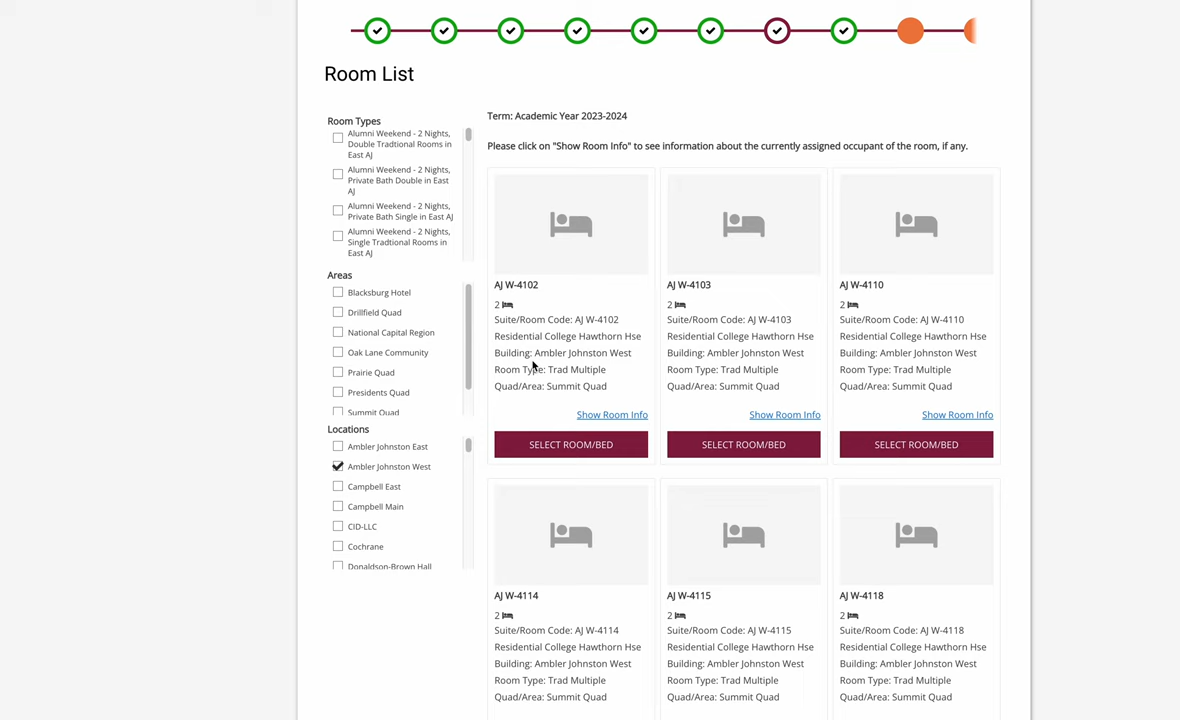 Room List
Room Types
Alumni Weekend - 2 Nights,
Double Tradtional Rooms in
East AJ
Alumni Weekend - 2 Nights,
Private Bath Double in East
AJ
Alumni Weekend - 2 Nights,
Private Bath Single in East AJ
Alumni Weekend - 2 Nights,
Single Tradtional Rooms in
East AJ
Areas
Blacksburg Hotel
Drillfield Quad
National Capital Region
Oak Lane Community
Prairie Quad
Presidents Quad
Summit Quad
Locations
Ambler Johnston East
Ambler Johnston West
Campbell East
Campbell Main
CID-LLC
Cochrane
Donaldson-Brown Hall
Term: Academic Year 2023-2024
Please click on "Show Room Info" to see information about the currently assigned occupant of the room, if any.
AJ W-4102
2
Suite/Room Code: AJ W-4102
Residential College Hawthorn Hse
Building: Ambler Johnston West
Room Type: Trad Multiple
Quad/Area: Summit Quad
Show Room Info
SELECT ROOM/BED
AJ W-4103
2
Suite/Room Code: AJ W-4103
Residential College Hawthorn Hse
Building: Ambler Johnston West
Room Type: Trad Multiple
Quad/Area: Summit Quad
Show Room Info
SELECT ROOM/BED
AJ W-4110
2
Suite/Room Code: AJ W-4110
Residential College Hawthorn Hse
Building: Ambler Johnston West
Room Type: Trad Multiple
Quad/Area: Summit Quad
Show Room Info
SELECT ROOM/BED
AJ W-4114
2
Suite/Room Code: AJ W-4114
Residential College Hawthorn Hse
Building: Ambler Johnston West
Room Type: Trad Multiple
Quad/Area: Summit Quad
AJ W-4115
2
Suite/Room Code: AJ W-4115
Residential College Hawthorn Hse
Building: Ambler Johnston West
Room Type: Trad Multiple
Quad/Area: Summit Quad
AJ W-4118
2
Suite/Room Code: AJ W-4118
Residential College Hawthorn Hse
Building: Ambler Johnston West
Room Type: Trad Multiple
Quad/Area: Summit Quad